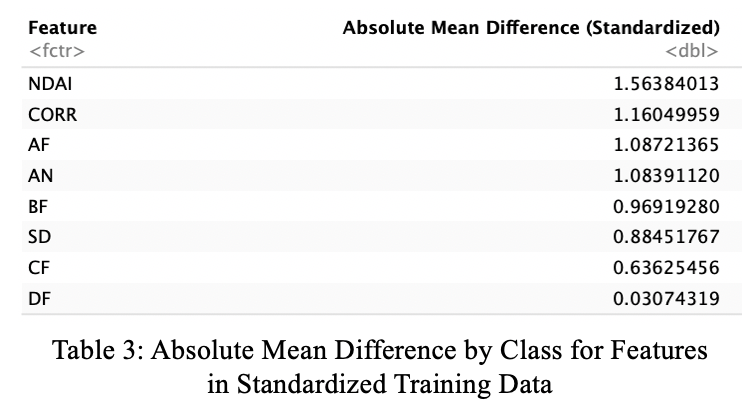 Feature Absolute Mean Difference (Standardized)
<fctr> <dbl>
NDAI 1.56384013
CORR 1.16049959
AF 1.08721365
AN 1.08391120
BF 0.96919280
SD 0.88451767
CF 0.63625456
DF 0.03074319
Table 3: Absolute Mean Difference by Class for Features
in Standardized Training Data